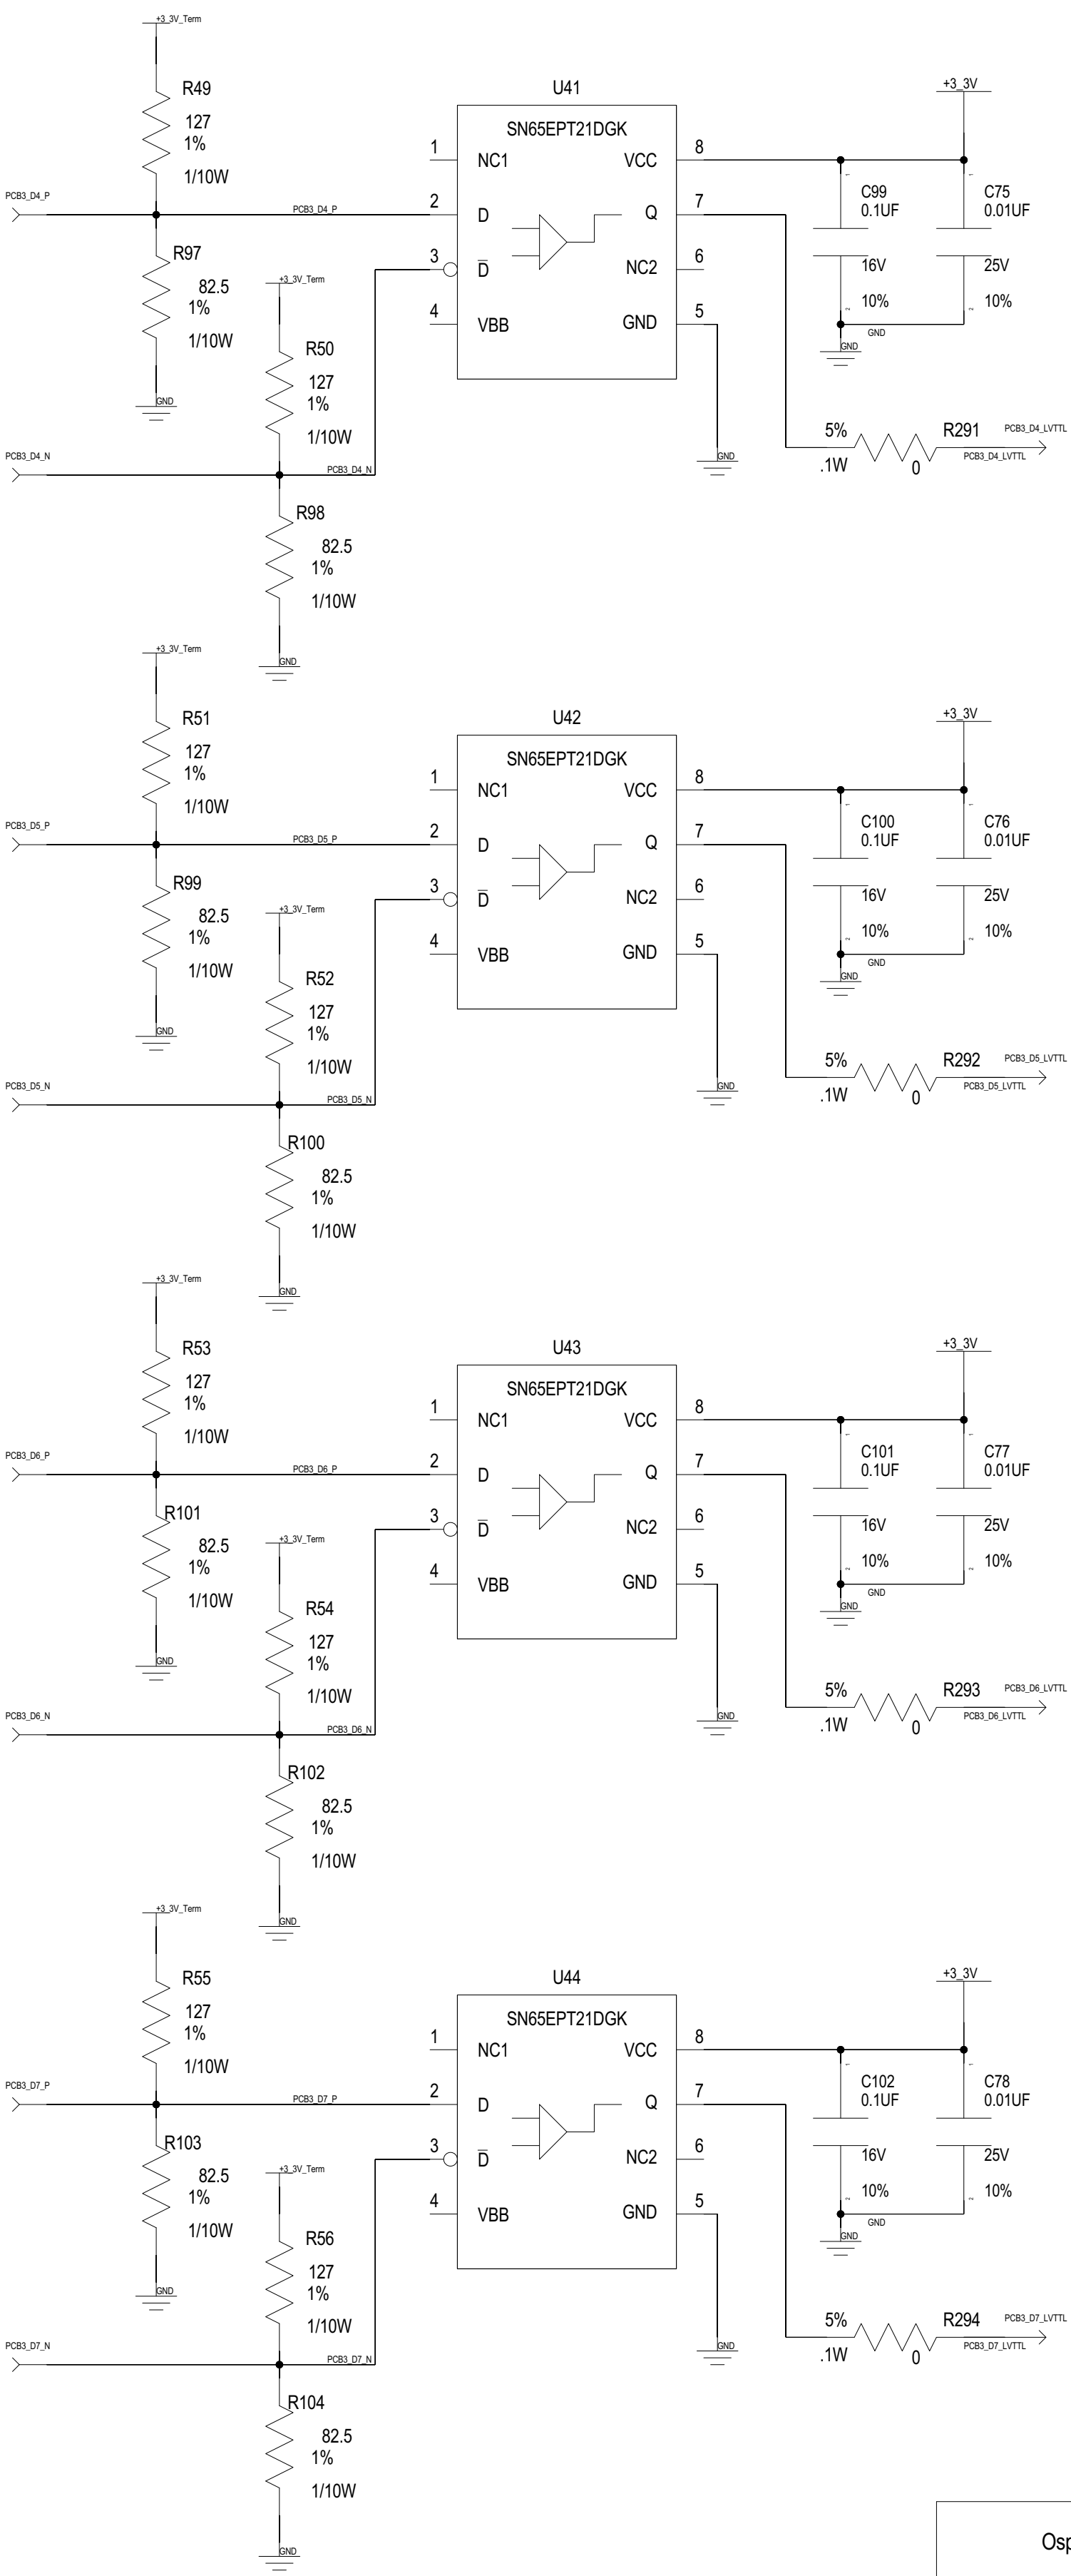 +3_3V_Term
R49
127
1%
1/10W
PCB3_D4_P
PCB3_D4_P
R97
82.5
1%
1/10W
GND
+3_3V_Term
R50
127
1%
1/10W
PCB3_D4_N
PCB3_D4_N
R98
82.5
1%
1/10W
GND
U41
SN65EPT21DGK
1 NC1 VCC 8
2 D Q 7
3 D̅ NC2 6
4 VBB GND 5
GND
+3_3V
C99
0.1UF
16V
10%
C75
0.01UF
25V
10%
GND
GND
5%
.1W
R291
0
PCB3_D4_LVTTL
PCB3_D4_LVTTL
+3_3V_Term
R51
127
1%
1/10W
PCB3_D5_P
PCB3_D5_P
R99
82.5
1%
1/10W
GND
+3_3V_Term
R52
127
1%
1/10W
PCB3_D5_N
PCB3_D5_N
R100
82.5
1%
1/10W
GND
U42
SN65EPT21DGK
1 NC1 VCC 8
2 D Q 7
3 D̅ NC2 6
4 VBB GND 5
GND
+3_3V
C100
0.1UF
16V
10%
C76
0.01UF
25V
10%
GND
GND
5%
.1W
R292
0
PCB3_D5_LVTTL
PCB3_D5_LVTTL
+3_3V_Term
R53
127
1%
1/10W
PCB3_D6_P
PCB3_D6_P
R101
82.5
1%
1/10W
GND
+3_3V_Term
R54
127
1%
1/10W
PCB3_D6_N
PCB3_D6_N
R102
82.5
1%
1/10W
GND
U43
SN65EPT21DGK
1 NC1 VCC 8
2 D Q 7
3 D̅ NC2 6
4 VBB GND 5
GND
+3_3V
C101
0.1UF
16V
10%
C77
0.01UF
25V
10%
GND
GND
5%
.1W
R293
0
PCB3_D6_LVTTL
PCB3_D6_LVTTL
+3_3V_Term
R55
127
1%
1/10W
PCB3_D7_P
PCB3_D7_P
R103
82.5
1%
1/10W
GND
+3_3V_Term
R56
127
1%
1/10W
PCB3_D7_N
PCB3_D7_N
R104
82.5
1%
1/10W
GND
U44
SN65EPT21DGK
1 NC1 VCC 8
2 D Q 7
3 D̅ NC2 6
4 VBB GND 5
GND
+3_3V
C102
0.1UF
16V
10%
C78
0.01UF
25V
10%
GND
GND
5%
.1W
R294
0
PCB3_D7_LVTTL
PCB3_D7_LVTTL